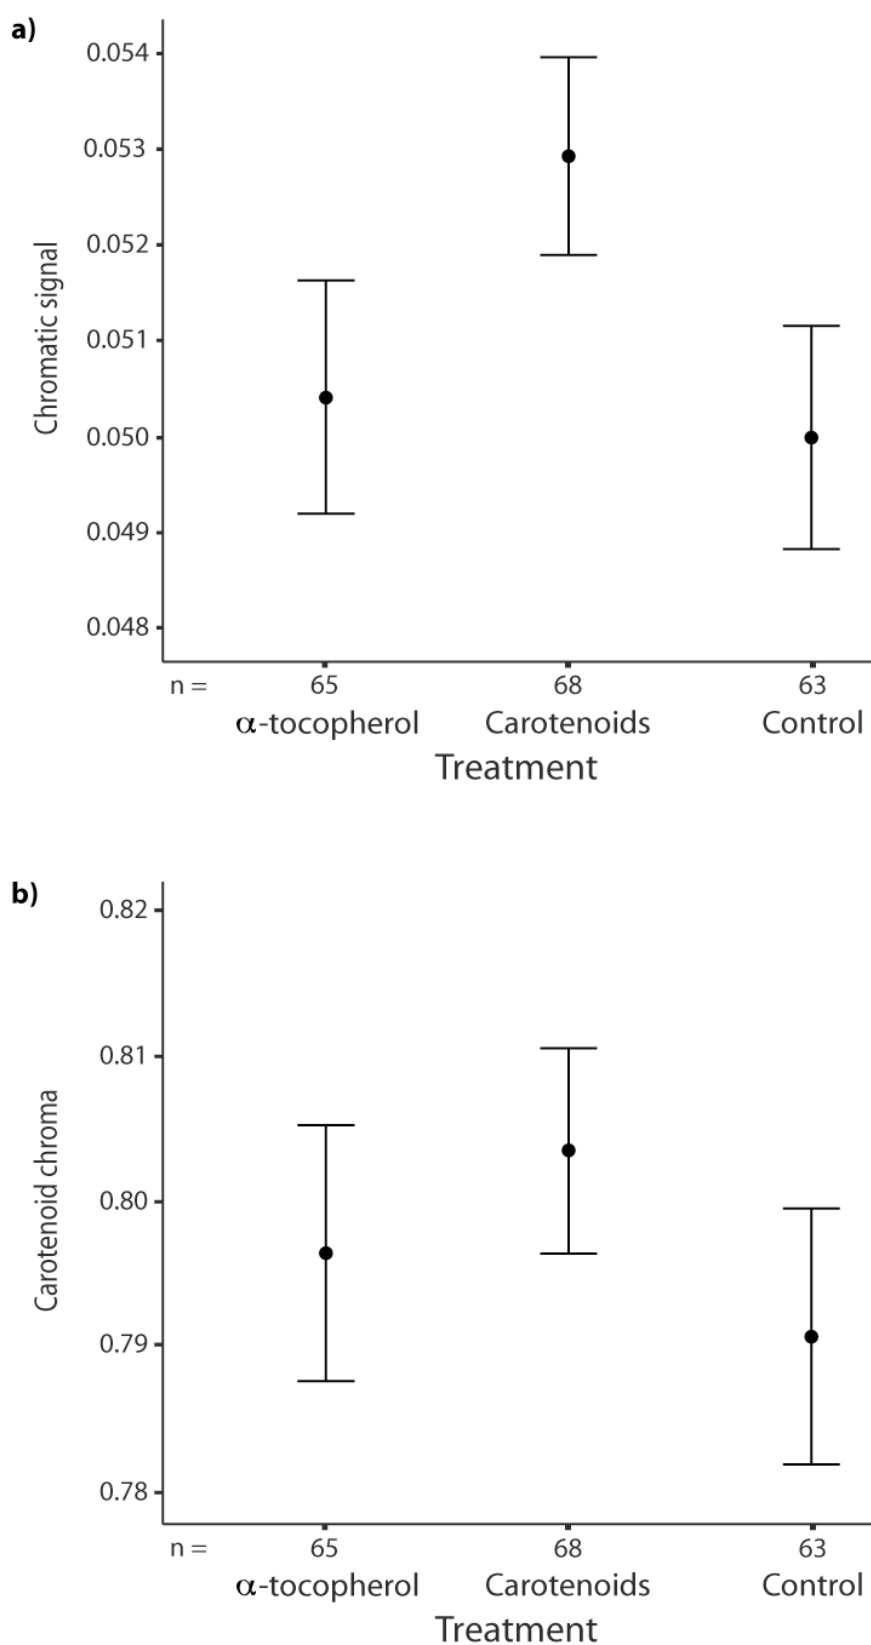 a)
0.054
0.053
0.052
0.051
0.050
0.049
0.048
Chromatic signal
n = 65 68 63
α-tocopherol Carotenoids Control
Treatment
b)
0.82
0.81
0.80
0.79
0.78
Carotenoid chroma
n = 65 68 63
α-tocopherol Carotenoids Control
Treatment